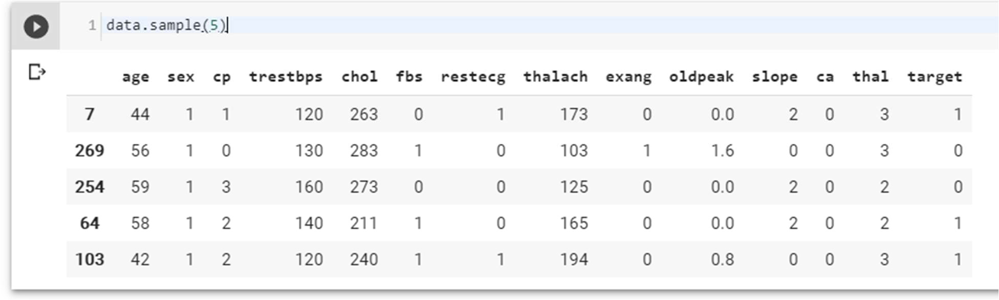 1 data.sample(5)
age sex cp trestbps chol fbs restecg thalach exang oldpeak slope ca thal target
7 44 1 1 120 263 0 1 173 0 0.0 2 0 3 1
269 56 1 0 130 283 1 0 103 1 1.6 0 0 3 0
254 59 1 3 160 273 0 0 125 0 0.0 2 0 2 0
64 58 1 2 140 211 1 0 165 0 0.0 2 0 2 1
103 42 1 2 120 240 1 1 194 0 0.8 0 0 3 1